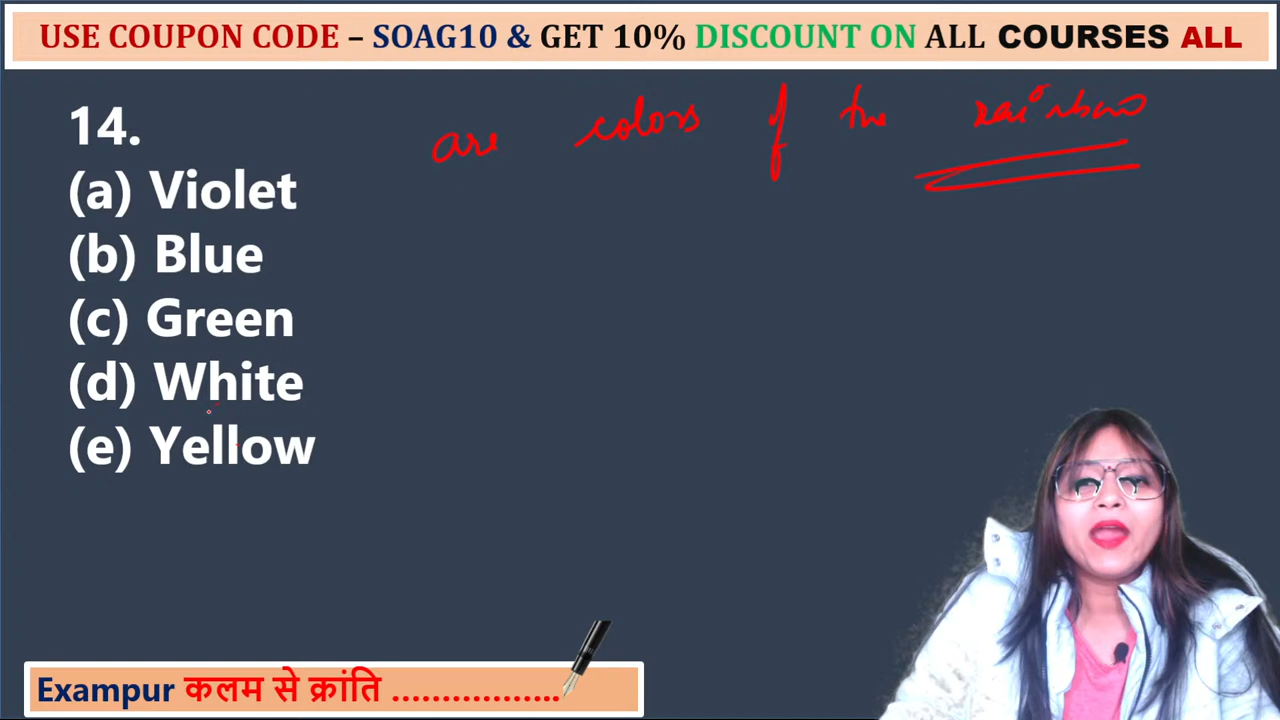 USE COUPON CODE – SOAG10 & GET 10% DISCOUNT ON ALL COURSES ALL
14.
are colors of the rainbow
(a) Violet
(b) Blue
(c) Green
(d) White
(e) Yellow
Exampur कलम से क्रांति ……………..